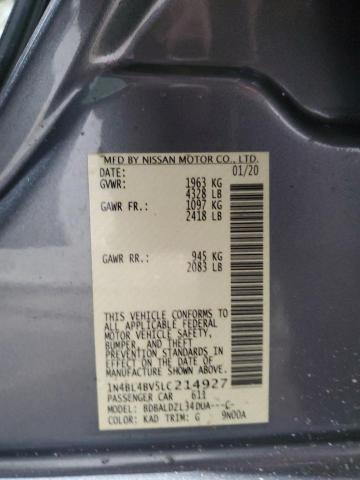 MFD BY NISSAN MOTOR CO., LTD.
DATE: 01/20
GVWR: 1963 KG
4328 LB
GAWR FR.: 1097 KG
2418 LB
GAWR RR.: 945 KG
2083 LB
THIS VEHICLE CONFORMS TO
ALL APPLICABLE FEDERAL
MOTOR VEHICLE SAFETY,
BUMPER, AND THEFT
PREVENTION STANDARDS IN
EFFECT ON THE DATE OF
MANUFACTURE SHOWN ABOVE.
1N4BL4BV5LC214927
PASSENGER CAR 611
MODEL: BDBALDZL34DUA---C-
COLOR: KAD TRIM: G 9N00A